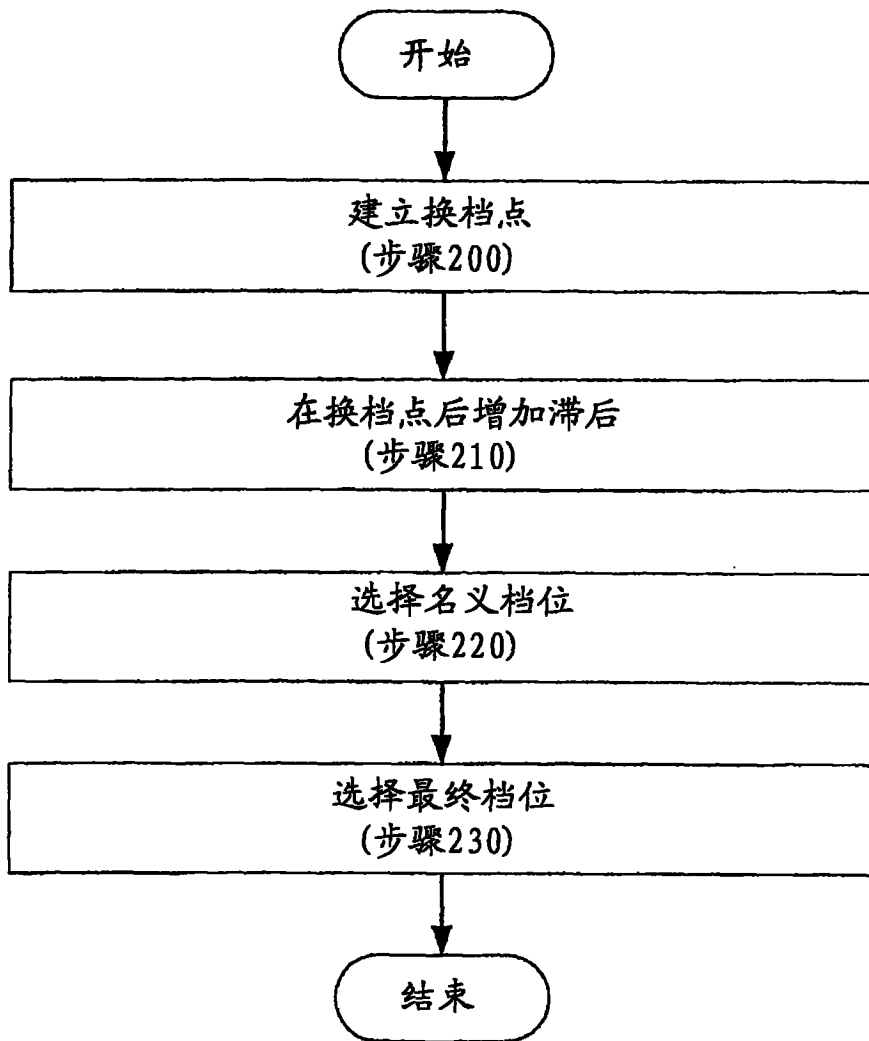 开始
建立换档点
(步骤200)
在换档点后增加滞后
(步骤210)
选择名义档位
(步骤220)
选择最终档位
(步骤230)
结束